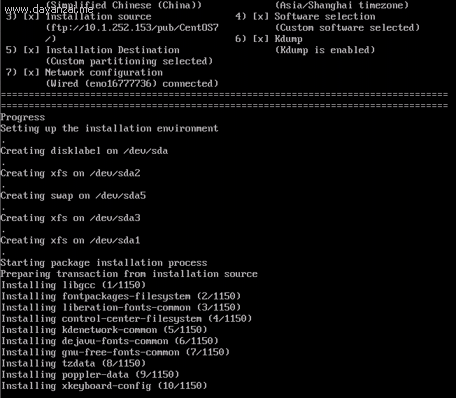 www.dayanzai.me
(Simplified Chinese (China)) (Asia/Shanghai timezone)
3) [x] Installation source 4) [x] Software selection
(ftp://10.1.252.153/pub/CentOS7 (Custom software selected)
/) 6) [x] Kdump
5) [x] Installation Destination (Kdump is enabled)
(Custom partitioning selected)
7) [x] Network configuration
(Wired (eno16777736) connected)
================================================================================
================================================================================
Progress
Setting up the installation environment
.
Creating disklabel on /dev/sda
.
Creating xfs on /dev/sda2
.
Creating swap on /dev/sda5
.
Creating xfs on /dev/sda3
.
Creating xfs on /dev/sda1
.
Starting package installation process
Preparing transaction from installation source
Installing libgcc (1/1150)
Installing fontpackages-filesystem (2/1150)
Installing liberation-fonts-common (3/1150)
Installing control-center-filesystem (4/1150)
Installing kdenetwork-common (5/1150)
Installing dejavu-fonts-common (6/1150)
Installing gnu-free-fonts-common (7/1150)
Installing tzdata (8/1150)
Installing poppler-data (9/1150)
Installing xkeyboard-config (10/1150)